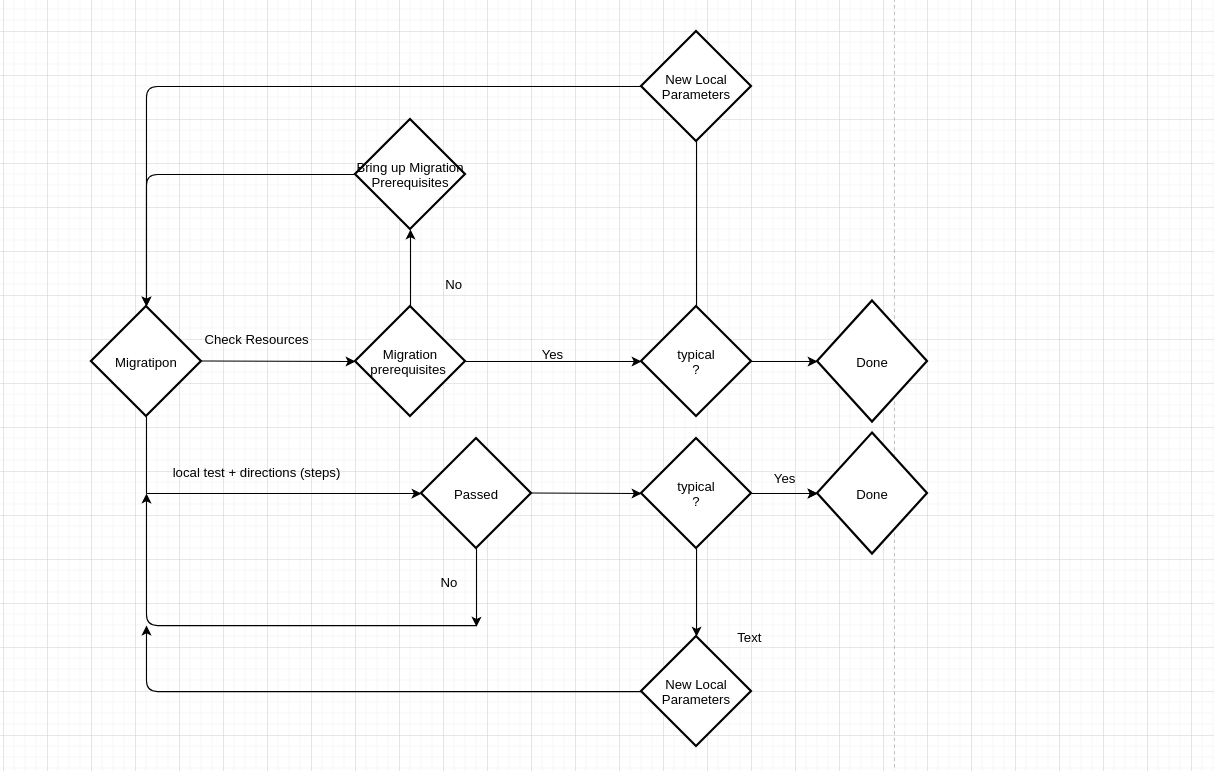 New Local
Parameters
Bring up Migration
Prerequisites
No
Check Resources
Migratipon
Migration
prerequisites
Yes
typical
?
Done
local test + directions (steps)
Passed
typical
?
Yes
Done
No
Text
New Local
Parameters